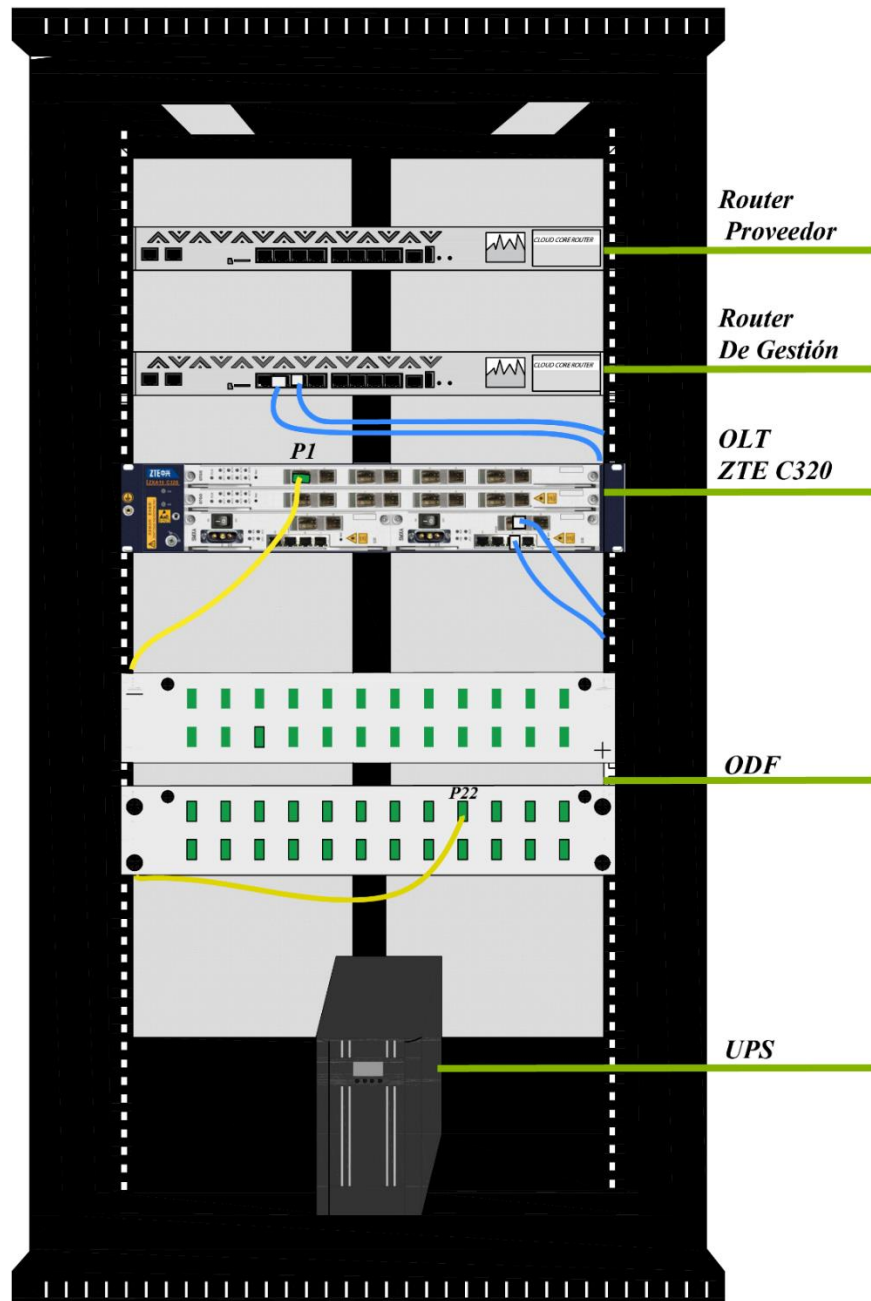 Router
Proveedor
CLOUD CORE ROUTER
Router
De Gestión
CLOUD CORE ROUTER
P1
OLT
ZTE C320
ZTE
ODF
P22
UPS